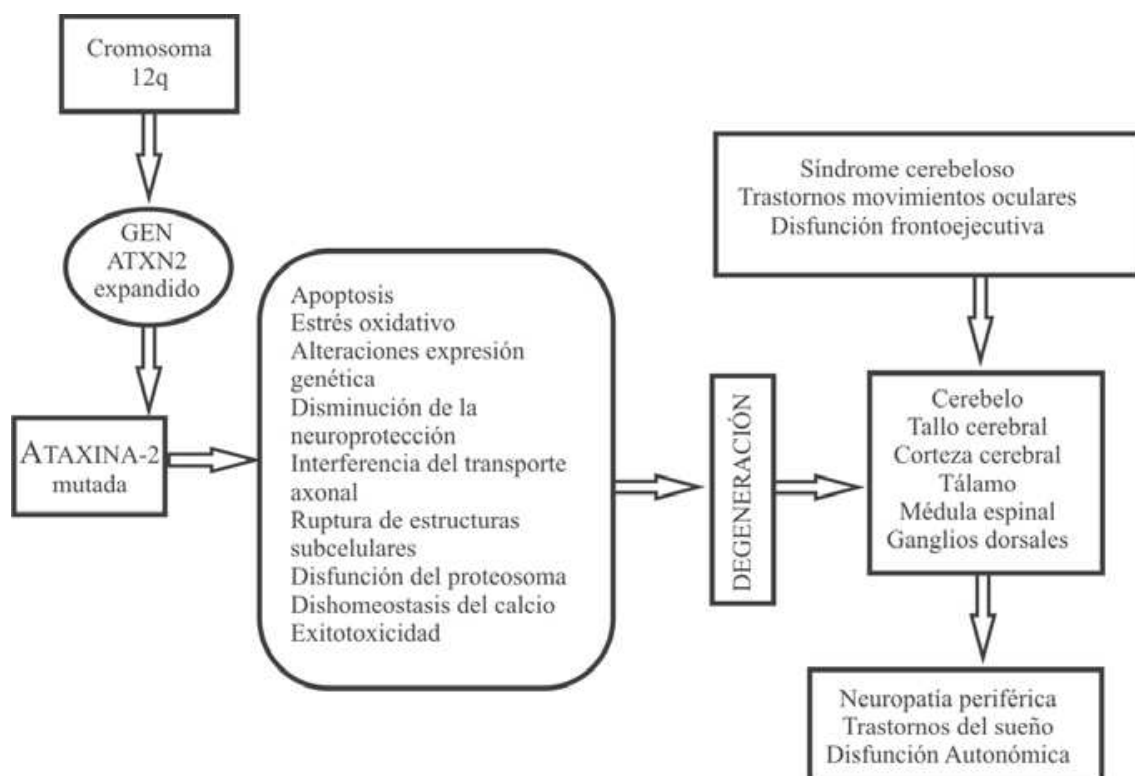 Cromosoma
12q
GEN
ATXN2
expandido
ATAXINA-2
mutada
Apoptosis
Estrés oxidativo
Alteraciones expresión
genética
Disminución de la
neuroprotección
Interferencia del transporte
axonal
Ruptura de estructuras
subcelulares
Disfunción del proteosoma
Dishomeostasis del calcio
Exitotoxicidad
DEGENERACIÓN
Síndrome cerebeloso
Trastornos movimientos oculares
Disfunción frontoejecutiva
Cerebelo
Tallo cerebral
Corteza cerebral
Tálamo
Médula espinal
Ganglios dorsales
Neuropatía periférica
Trastornos del sueño
Disfunción Autonómica